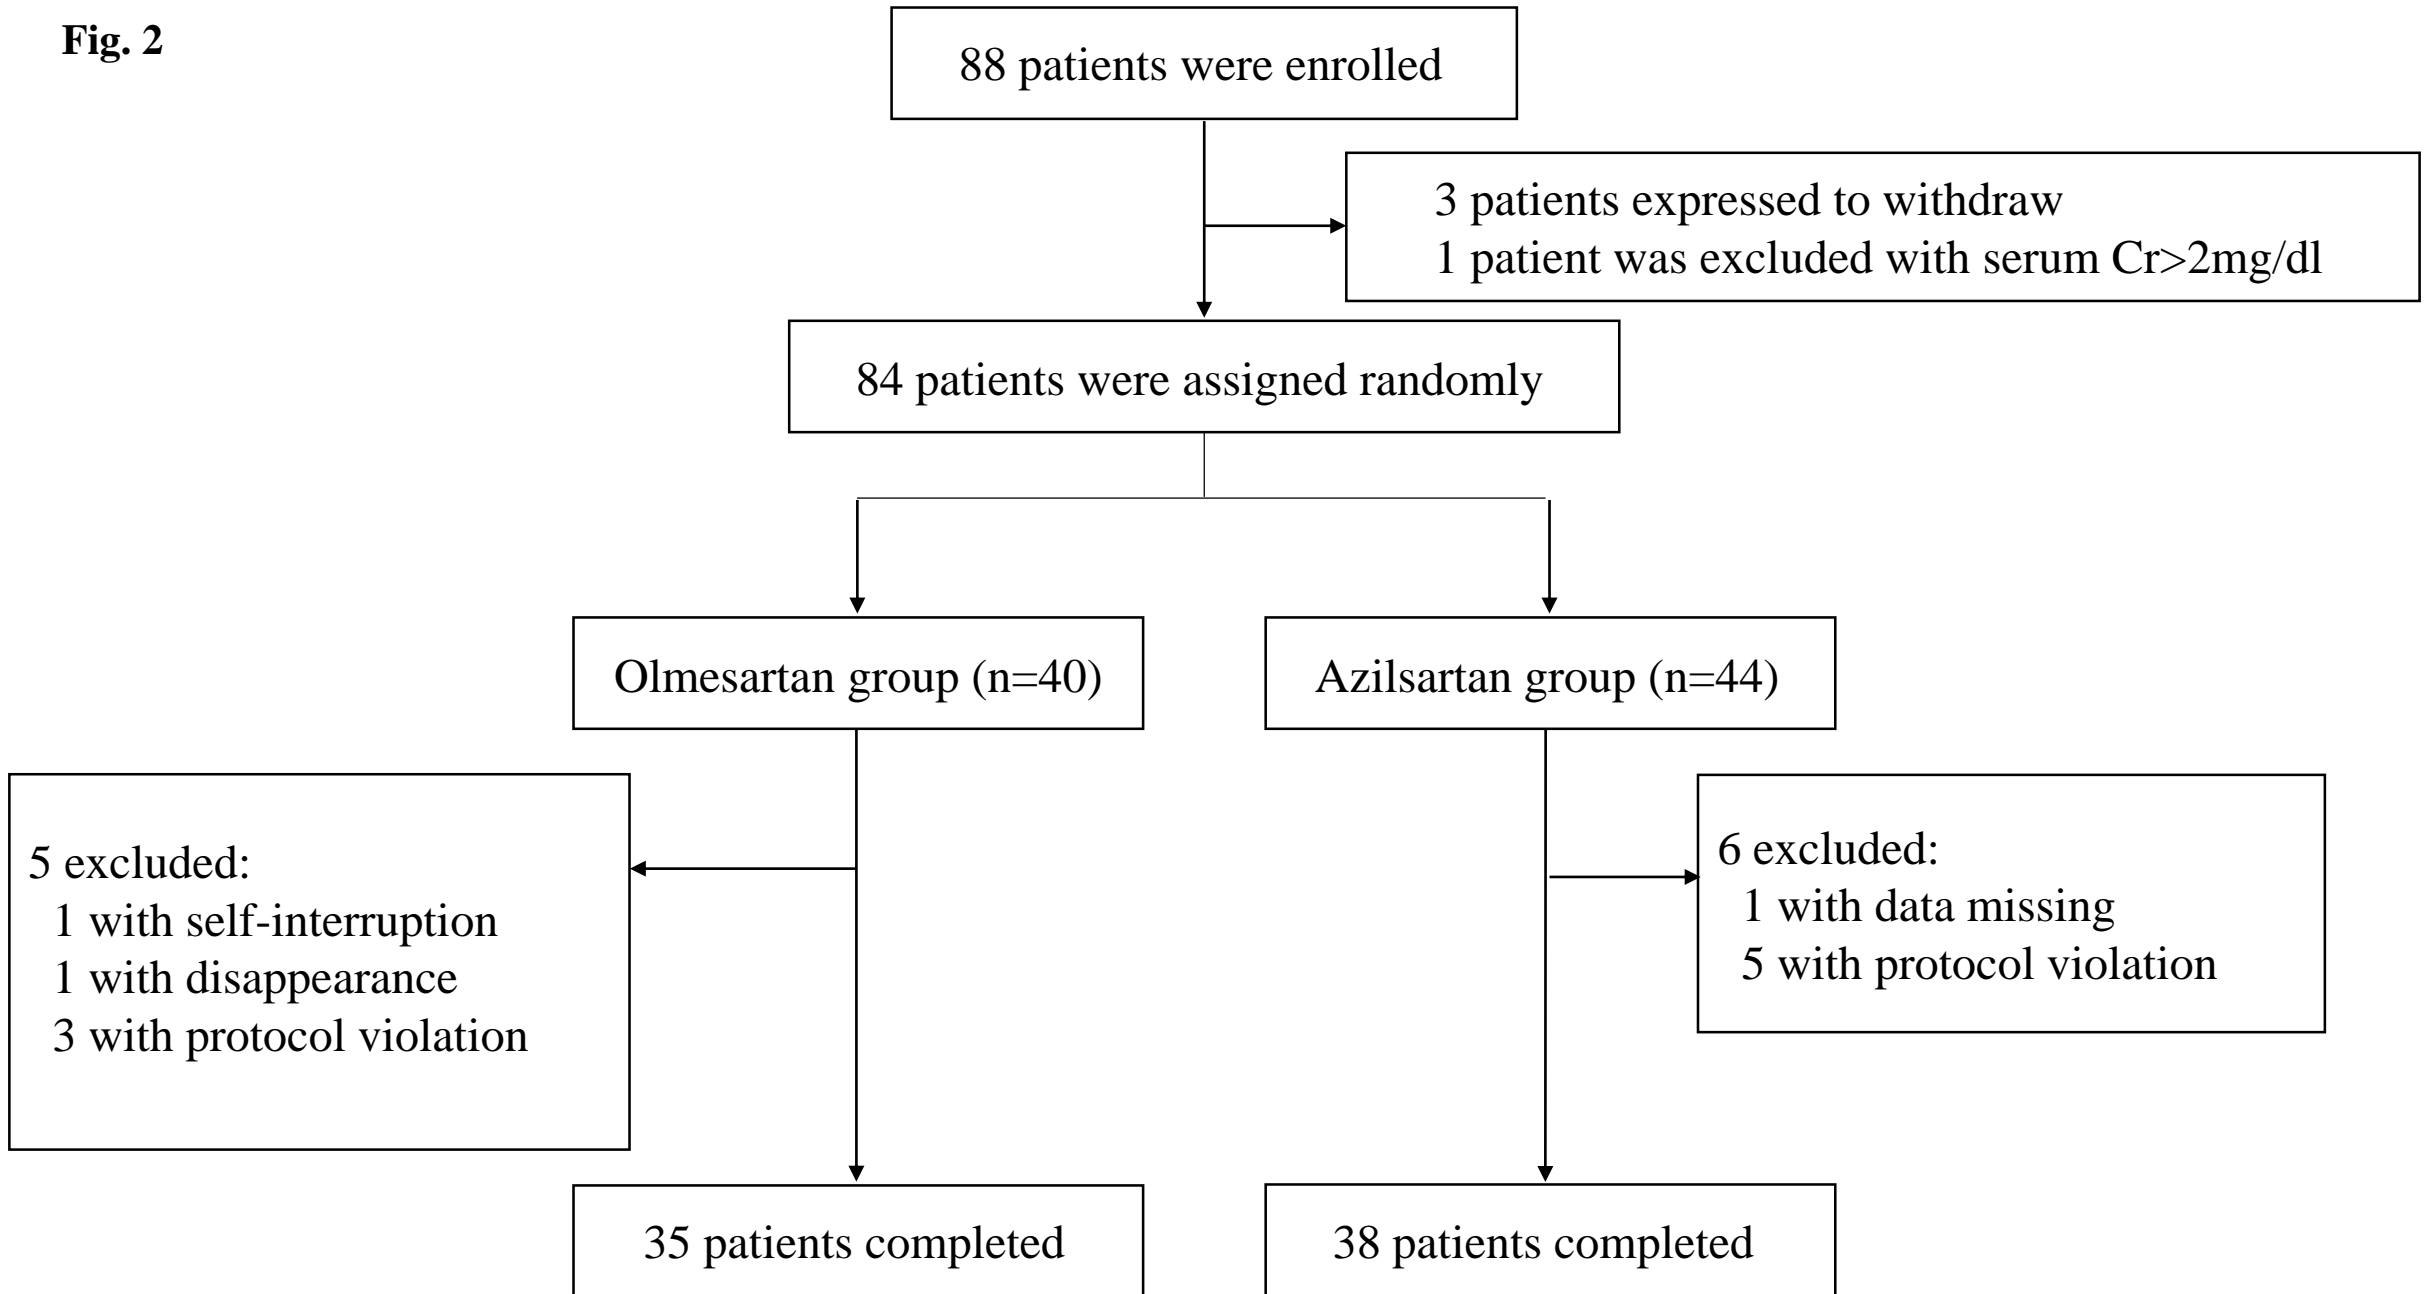 Fig. 2
88 patients were enrolled
3 patients expressed to withdraw
1 patient was excluded with serum Cr>2mg/dl
84 patients were assigned randomly
Olmesartan group (n=40)
Azilsartan group (n=44)
5 excluded:
1 with self-interruption
1 with disappearance
3 with protocol violation
6 excluded:
1 with data missing
5 with protocol violation
35 patients completed
38 patients completed